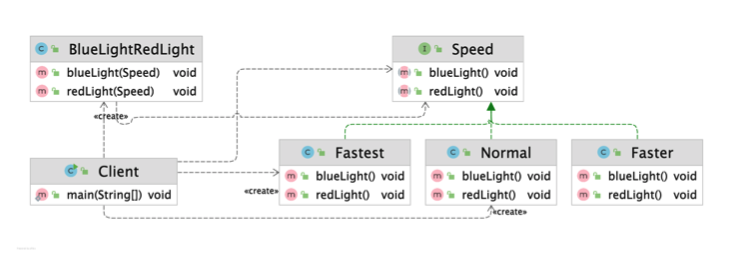 BlueLightRedLight
blueLight(Speed) void
redLight(Speed) void
Speed
blueLight() void
redLight() void
«create»
Client
main(String[]) void
«create»
Fastest
blueLight() void
redLight() void
Normal
blueLight() void
redLight() void
«create»
Faster
blueLight() void
redLight() void